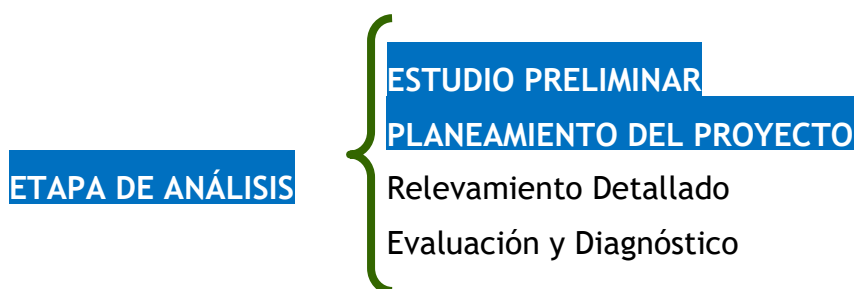 ESTUDIO PRELIMINAR
PLANEAMIENTO DEL PROYECTO
ETAPA DE ANÁLISIS
Relevamiento Detallado
Evaluación y Diagnóstico